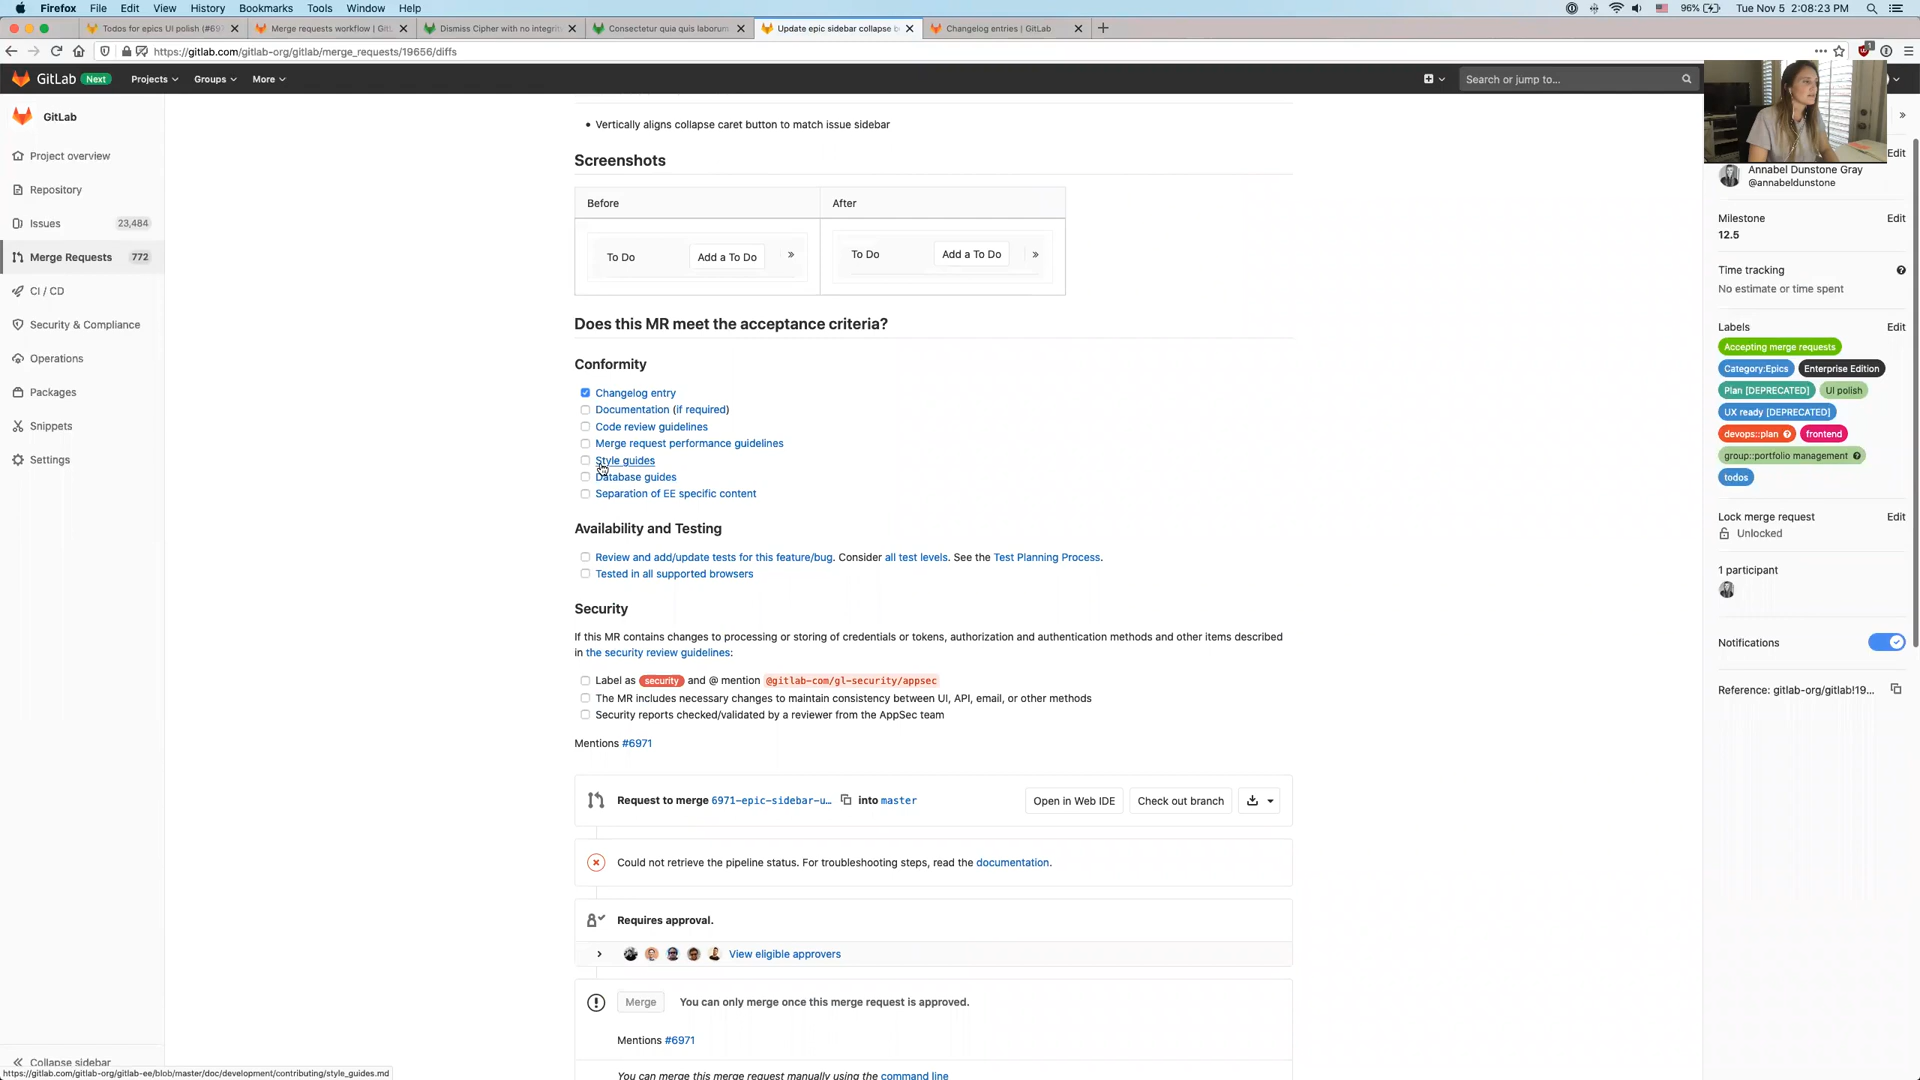 Firefox File Edit View History Bookmarks Tools Window Help 96% Tue Nov 5 2:08:23 PM
Todos for epics UI polish (#697 Merge requests workflow | GitL Dismiss Cipher with no integrit Consectetur quia quis laborum Update epic sidebar collapse b Changelog entries | GitLab
https://gitlab.com/gitlab-org/gitlab/merge_requests/19656/diffs
GitLab Next Projects Groups More Search or jump to...
GitLab
Project overview
Repository
Issues 23,484
Merge Requests 772
CI / CD
Security & Compliance
Operations
Packages
Snippets
Settings
Collapse sidebar
https://gitlab.com/gitlab-org/gitlab-ee/blob/master/doc/development/contributing/style_guides.md
• Vertically aligns collapse caret button to match issue sidebar
Screenshots
Before After
To Do Add a To Do » To Do Add a To Do »
Does this MR meet the acceptance criteria?
Conformity
Changelog entry
Documentation (if required)
Code review guidelines
Merge request performance guidelines
Style guides
Database guides
Separation of EE specific content
Availability and Testing
Review and add/update tests for this feature/bug. Consider all test levels. See the Test Planning Process.
Tested in all supported browsers
Security
If this MR contains changes to processing or storing of credentials or tokens, authorization and authentication methods and other items described
in the security review guidelines:
Label as security and @ mention @gitlab-com/gl-security/appsec
The MR includes necessary changes to maintain consistency between UI, API, email, or other methods
Security reports checked/validated by a reviewer from the AppSec team
Mentions #6971
Request to merge 6971-epic-sidebar-u... into master Open in Web IDE Check out branch
Could not retrieve the pipeline status. For troubleshooting steps, read the documentation.
Requires approval.
View eligible approvers
Merge You can only merge once this merge request is approved.
Mentions #6971
You can merge this merge request manually using the command line
»
Edit
Annabel Dunstone Gray
@annabeldunstone
Milestone Edit
12.5
Time tracking
No estimate or time spent
Labels Edit
Accepting merge requests
Category:Epics Enterprise Edition
Plan [DEPRECATED] UI polish
UX ready [DEPRECATED]
devops::plan frontend
group::portfolio management
todos
Lock merge request Edit
Unlocked
1 participant
Notifications
Reference: gitlab-org/gitlab!19...